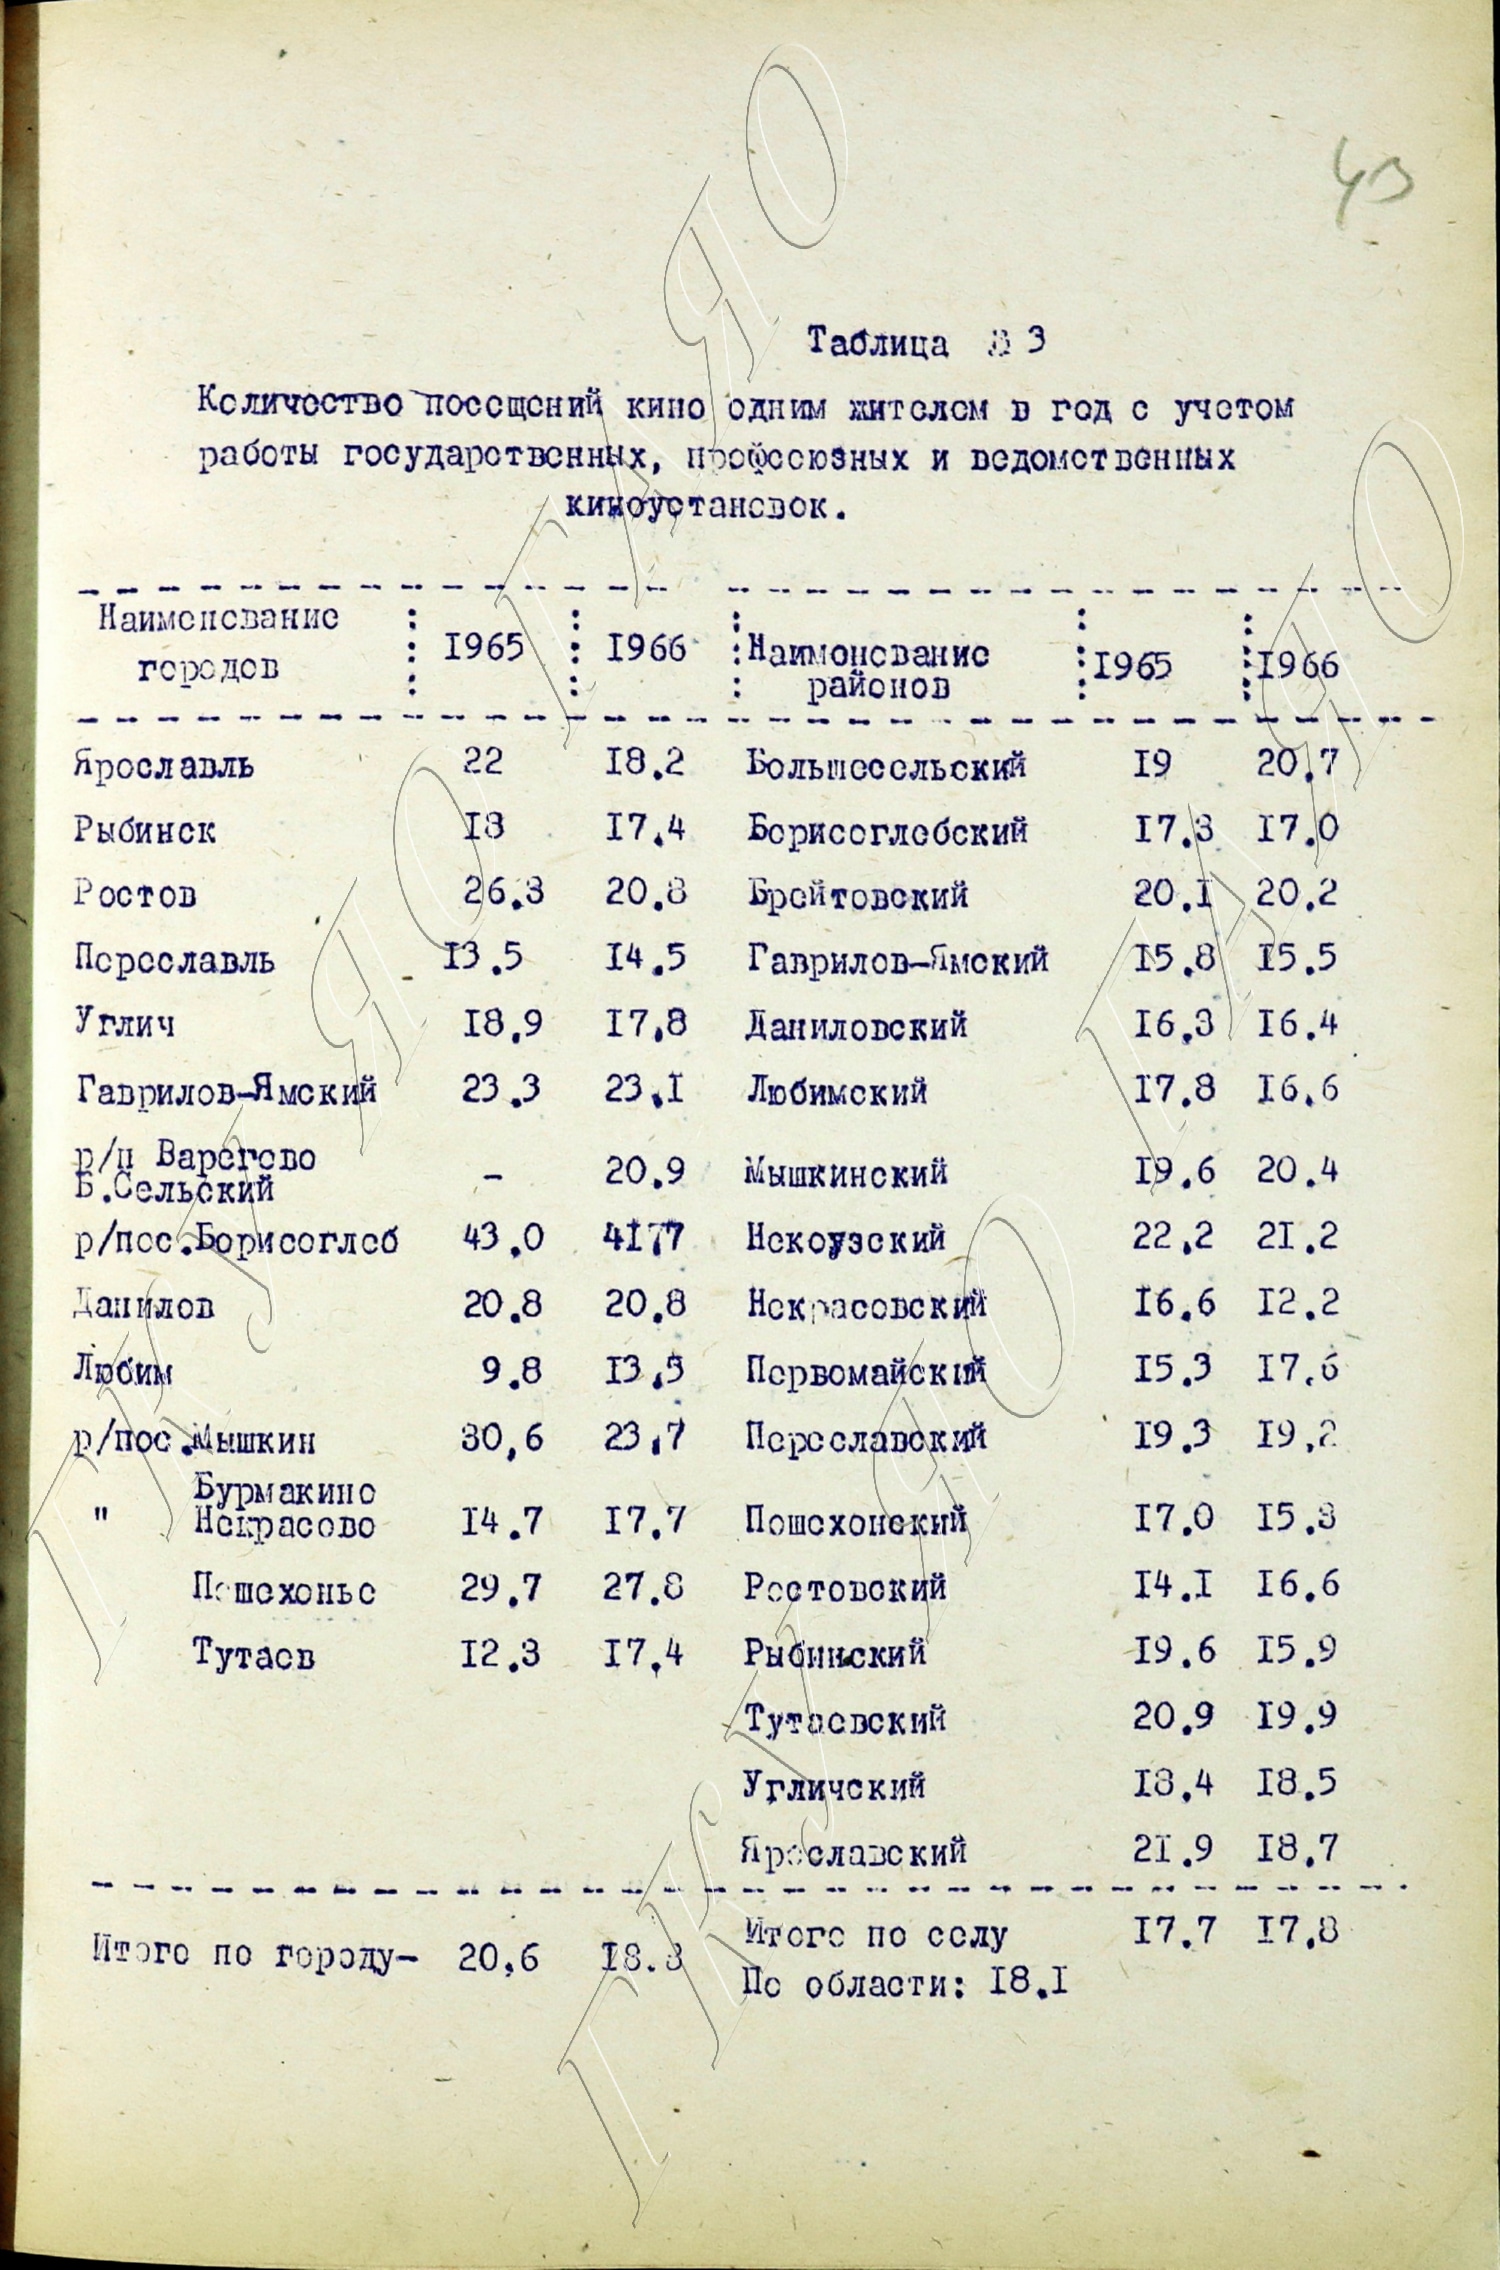 43
Таблица № 3
Количество посещений кино одним жителем в год с учетом
работы государственных, профсоюзных и ведомственных
киноустановок.
Наименование городов : 1965 : 1966 : Наименование районов : 1965 : 1966
Ярославль 22 18.2 Большесельский 19 20.7
Рыбинск 18 17.4 Борисоглебский 17.3 17.0
Ростов 26.3 20.8 Брейтовский 20.1 20.2
Переславль 13.5 14.5 Гаврилов-Ямский 15.8 15.5
Углич 18.9 17.8 Даниловский 16.3 16.4
Гаврилов-Ямский 23.3 23.1 Любимский 17.8 16.6
р/п Варегово
Б.Сельский - 20.9 Мышкинский 19.6 20.4
р/пос.Борисоглеб 43.0 41.7 Некоузский 22.2 21.2
Данилов 20.8 20.8 Некрасовский 16.6 12.2
Любим 9.8 13.5 Первомайский 15.3 17.6
р/пос.Мышкин 30,6 23.7 Переславский 19.3 19.2
Бурмакино
" Некрасово 14.7 17.7 Пошехонский 17.0 15.8
Пошехонье 29.7 27.8 Ростовский 14.1 16.6
Тутаев 12.3 17.4 Рыбинский 19.6 15.9
Тутаевский 20.9 19.9
Угличский 18.4 18.5
Ярославский 21.9 18.7
Итого по городу- 20.6 18.3 Итого по селу 17.7 17.8
По области: 18.1
ГКУ ЯО ГАЯО